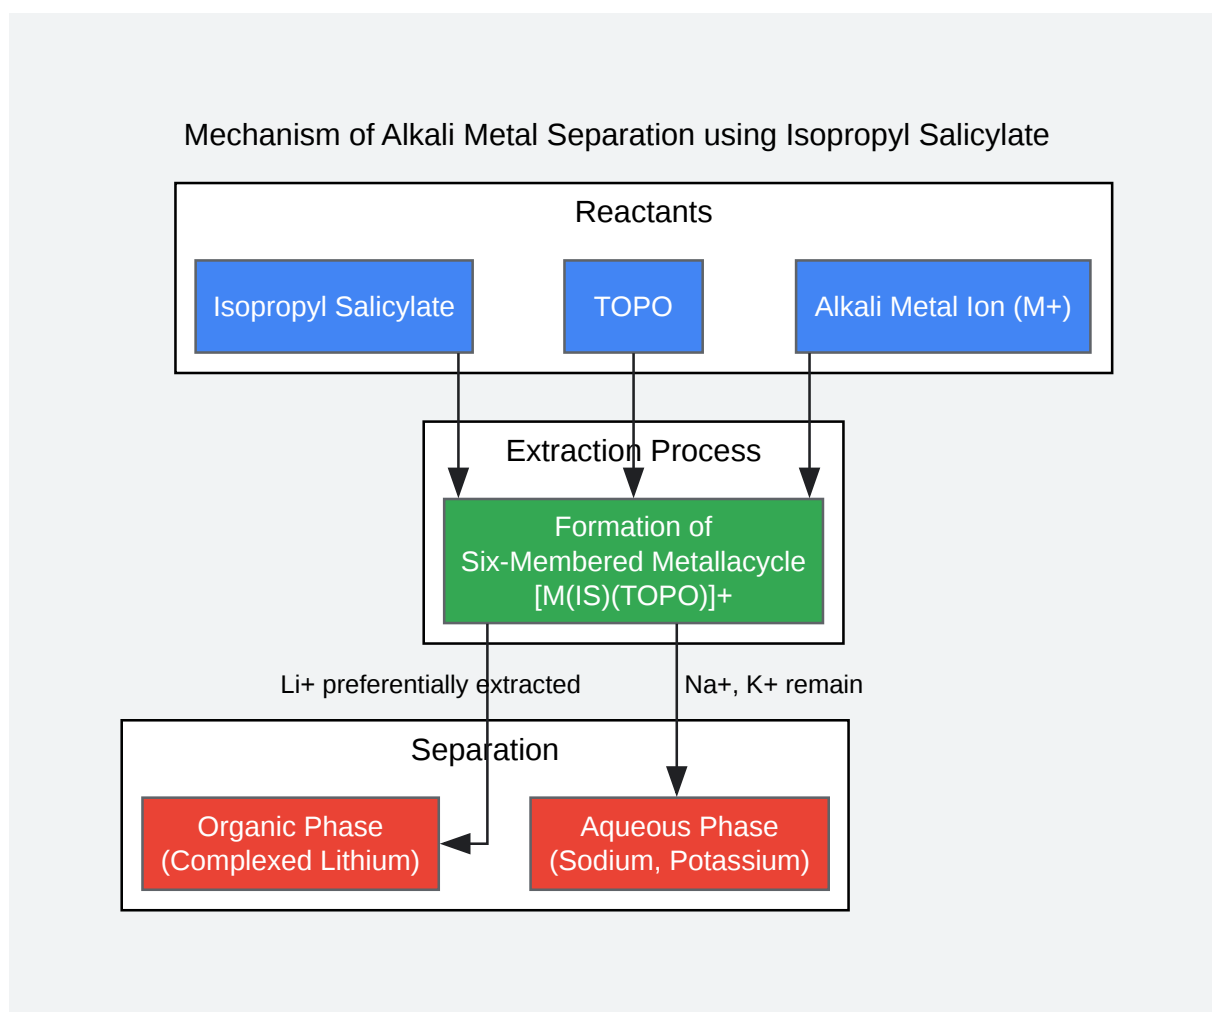 Mechanism of Alkali Metal Separation using Isopropyl Salicylate
Reactants
Isopropyl Salicylate
TOPO
Alkali Metal Ion (M+)
Extraction Process
Formation of
Six-Membered Metallacycle
[M(IS)(TOPO)]+
Li+ preferentially extracted
Na+, K+ remain
Separation
Organic Phase
(Complexed Lithium)
Aqueous Phase
(Sodium, Potassium)